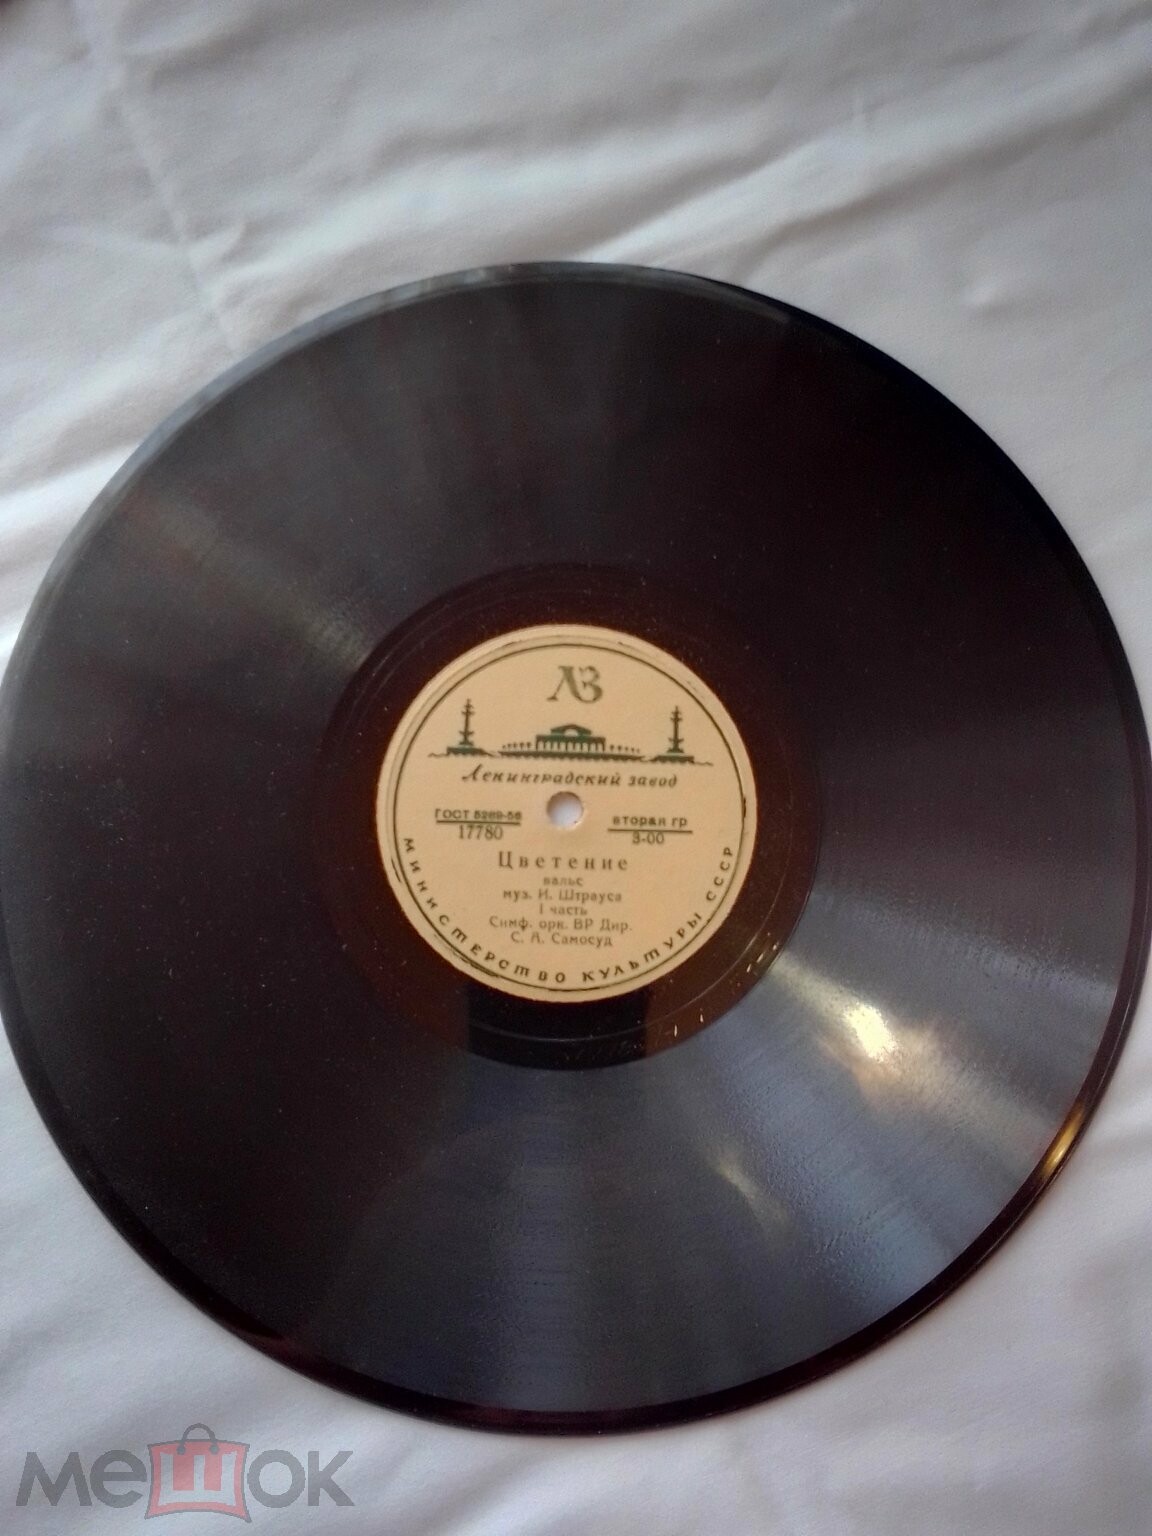 ЛЗ
Ленинградский завод
ГОСТ 5289-56
17780
вторая гр
3-00
Цветение
вальс
муз. И. Штрауса
I часть
Симф. орк. ВР Дир.
С. А. Самосуд
МИНИСТЕРСТВО КУЛЬТУРЫ СССР
мешок